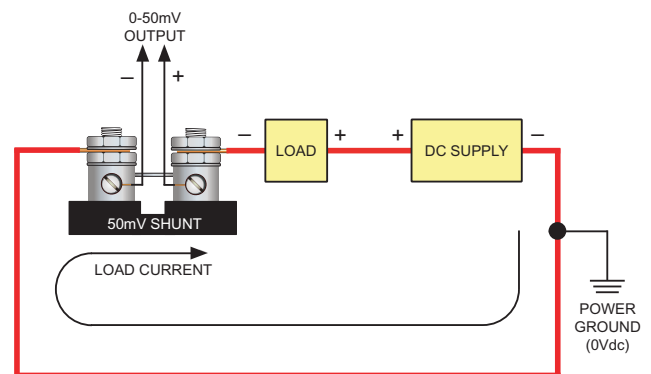 0-50mV
OUTPUT
– +
– LOAD + + DC SUPPLY –
50mV SHUNT
LOAD CURRENT
POWER
GROUND
(0Vdc)